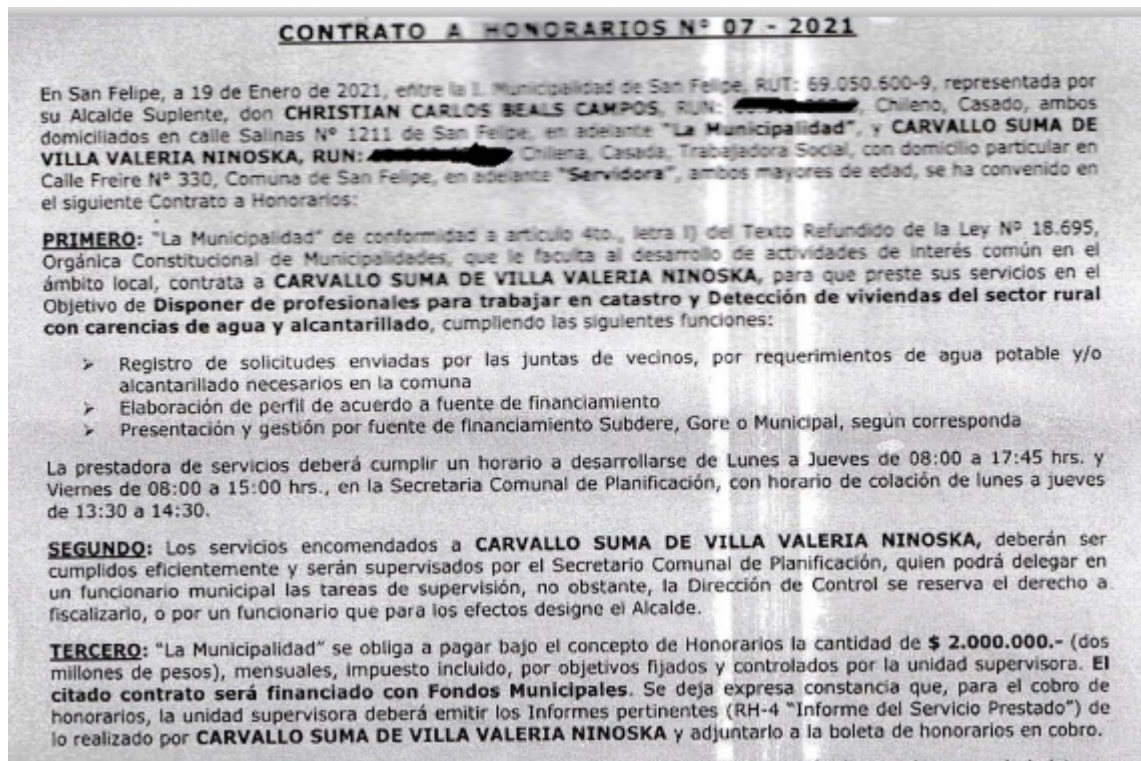 CONTRATO A HONORARIOS Nº 07 - 2021
En San Felipe, a 19 de Enero de 2021, entre la I. Municipalidad de San Felipe, RUT: 69.050.600-9, representada por
su Alcalde Suplente, don CHRISTIAN CARLOS BEALS CAMPOS, RUN: Chileno, Casado, ambos
domiciliados en calle Salinas Nº 1211 de San Felipe, en adelante "La Municipalidad", y CARVALLO SUMA DE
VILLA VALERIA NINOSKA, RUN: Chilena, Casada, Trabajadora Social, con domicilio particular en
Calle Freire Nº 330, Comuna de San Felipe, en adelante "Servidora", ambos mayores de edad, se ha convenido en
el siguiente Contrato a Honorarios:
PRIMERO: "La Municipalidad" de conformidad a artículo 4to., letra l) del Texto Refundido de la Ley Nº 18.695,
Orgánica Constitucional de Municipalidades, que le faculta al desarrollo de actividades de interés común en el
ámbito local, contrata a CARVALLO SUMA DE VILLA VALERIA NINOSKA, para que preste sus servicios en el
Objetivo de Disponer de profesionales para trabajar en catastro y Detección de viviendas del sector rural
con carencias de agua y alcantarillado, cumpliendo las siguientes funciones:
➢ Registro de solicitudes enviadas por las juntas de vecinos, por requerimientos de agua potable y/o
alcantarillado necesarios en la comuna
➢ Elaboración de perfil de acuerdo a fuente de financiamiento
➢ Presentación y gestión por fuente de financiamiento Subdere, Gore o Municipal, según corresponda
La prestadora de servicios deberá cumplir un horario a desarrollarse de Lunes a Jueves de 08:00 a 17:45 hrs. y
Viernes de 08:00 a 15:00 hrs., en la Secretaria Comunal de Planificación, con horario de colación de lunes a jueves
de 13:30 a 14:30.
SEGUNDO: Los servicios encomendados a CARVALLO SUMA DE VILLA VALERIA NINOSKA, deberán ser
cumplidos eficientemente y serán supervisados por el Secretario Comunal de Planificación, quien podrá delegar en
un funcionario municipal las tareas de supervisión, no obstante, la Dirección de Control se reserva el derecho a
fiscalizarlo, o por un funcionario que para los efectos designe el Alcalde.
TERCERO: "La Municipalidad" se obliga a pagar bajo el concepto de Honorarios la cantidad de $ 2.000.000.- (dos
millones de pesos), mensuales, impuesto incluido, por objetivos fijados y controlados por la unidad supervisora. El
citado contrato será financiado con Fondos Municipales. Se deja expresa constancia que, para el cobro de
honorarios, la unidad supervisora deberá emitir los Informes pertinentes (RH-4 "Informe del Servicio Prestado") de
lo realizado por CARVALLO SUMA DE VILLA VALERIA NINOSKA y adjuntarlo a la boleta de honorarios en cobro.